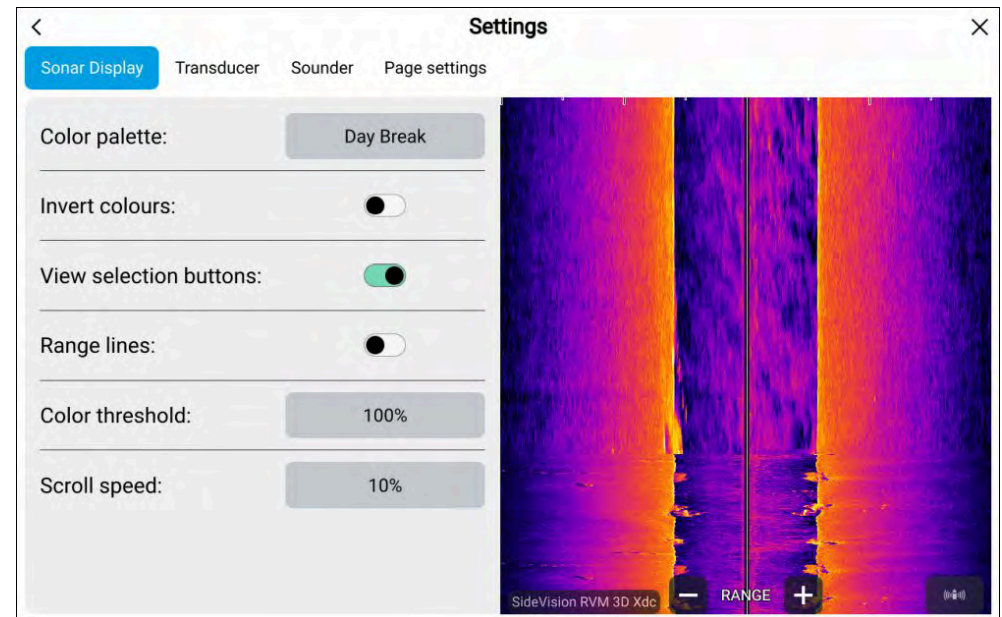 Settings
Sonar Display Transducer Sounder Page settings
Color palette: Day Break
Invert colours:
View selection buttons:
Range lines:
Color threshold: 100%
Scroll speed: 10%
SideVision RVM 3D Xdc RANGE